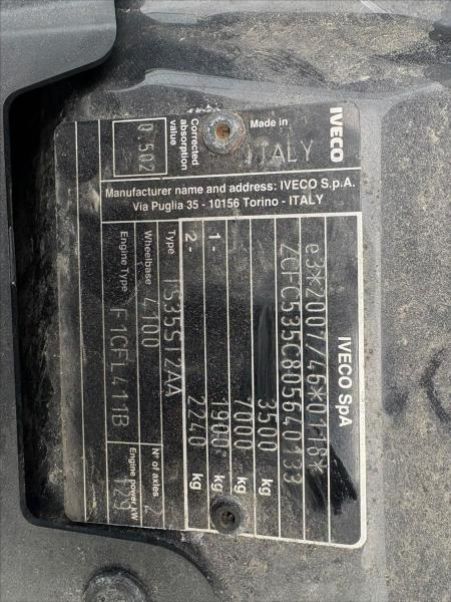 IVECO SpA
e3*2007/46*0118*
ZCFC535C805640133
3500 kg
7000 kg
1- 1900 kg
2- 2240 kg
Type IS35SI2AA
Wheelbase 4100
N° of axles 2
Engine Type F1CFL411B
Engine power kW 129
Manufacturer name and address: IVECO S.p.A.
Via Puglia 35 - 10156 Torino - ITALY
IVECO
Made in
ITALY
Corrected
absorption
value
0.502